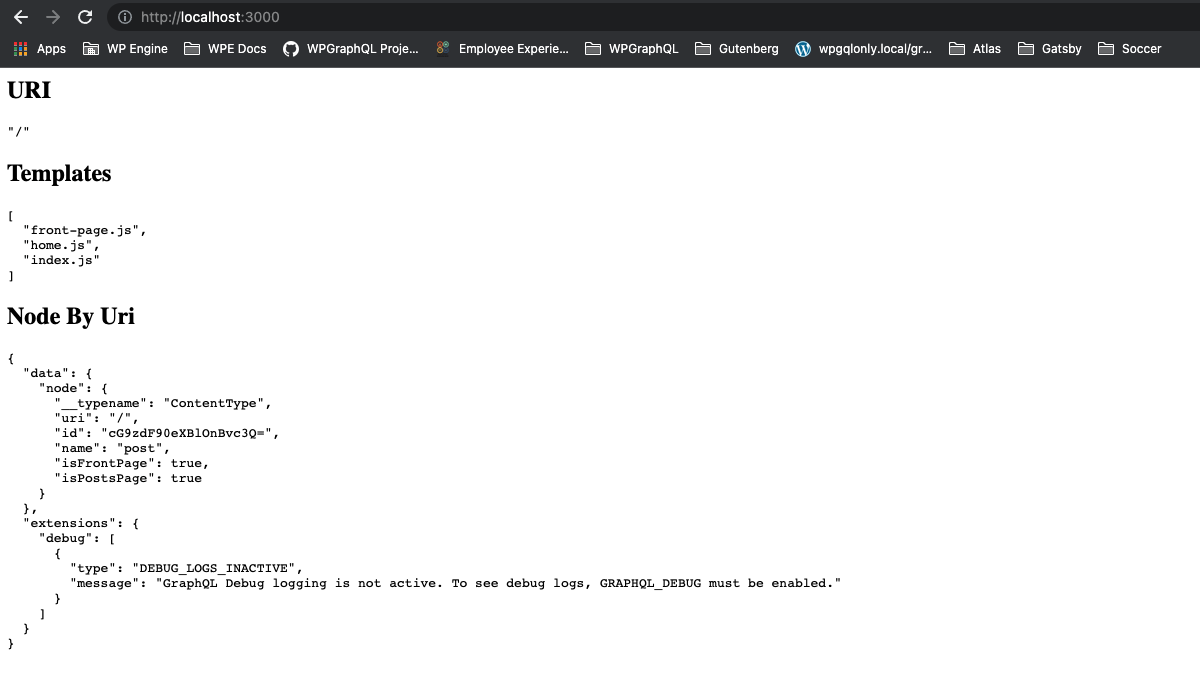 http://localhost:3000
Apps WP Engine WPE Docs WPGraphQL Proje... Employee Experie... WPGraphQL Gutenberg wpgqlonly.local/gr... Atlas Gatsby Soccer
URI
"/"
Templates
[
  "front-page.js",
  "home.js",
  "index.js"
]
Node By Uri
{
  "data": {
    "node": {
      "__typename": "ContentType",
      "uri": "/",
      "id": "cG9zdF90eXBlOnBvc3Q=",
      "name": "post",
      "isFrontPage": true,
      "isPostsPage": true
    }
  },
  "extensions": {
    "debug": [
      {
        "type": "DEBUG_LOGS_INACTIVE",
        "message": "GraphQL Debug logging is not active. To see debug logs, GRAPHQL_DEBUG must be enabled."
      }
    ]
  }
}